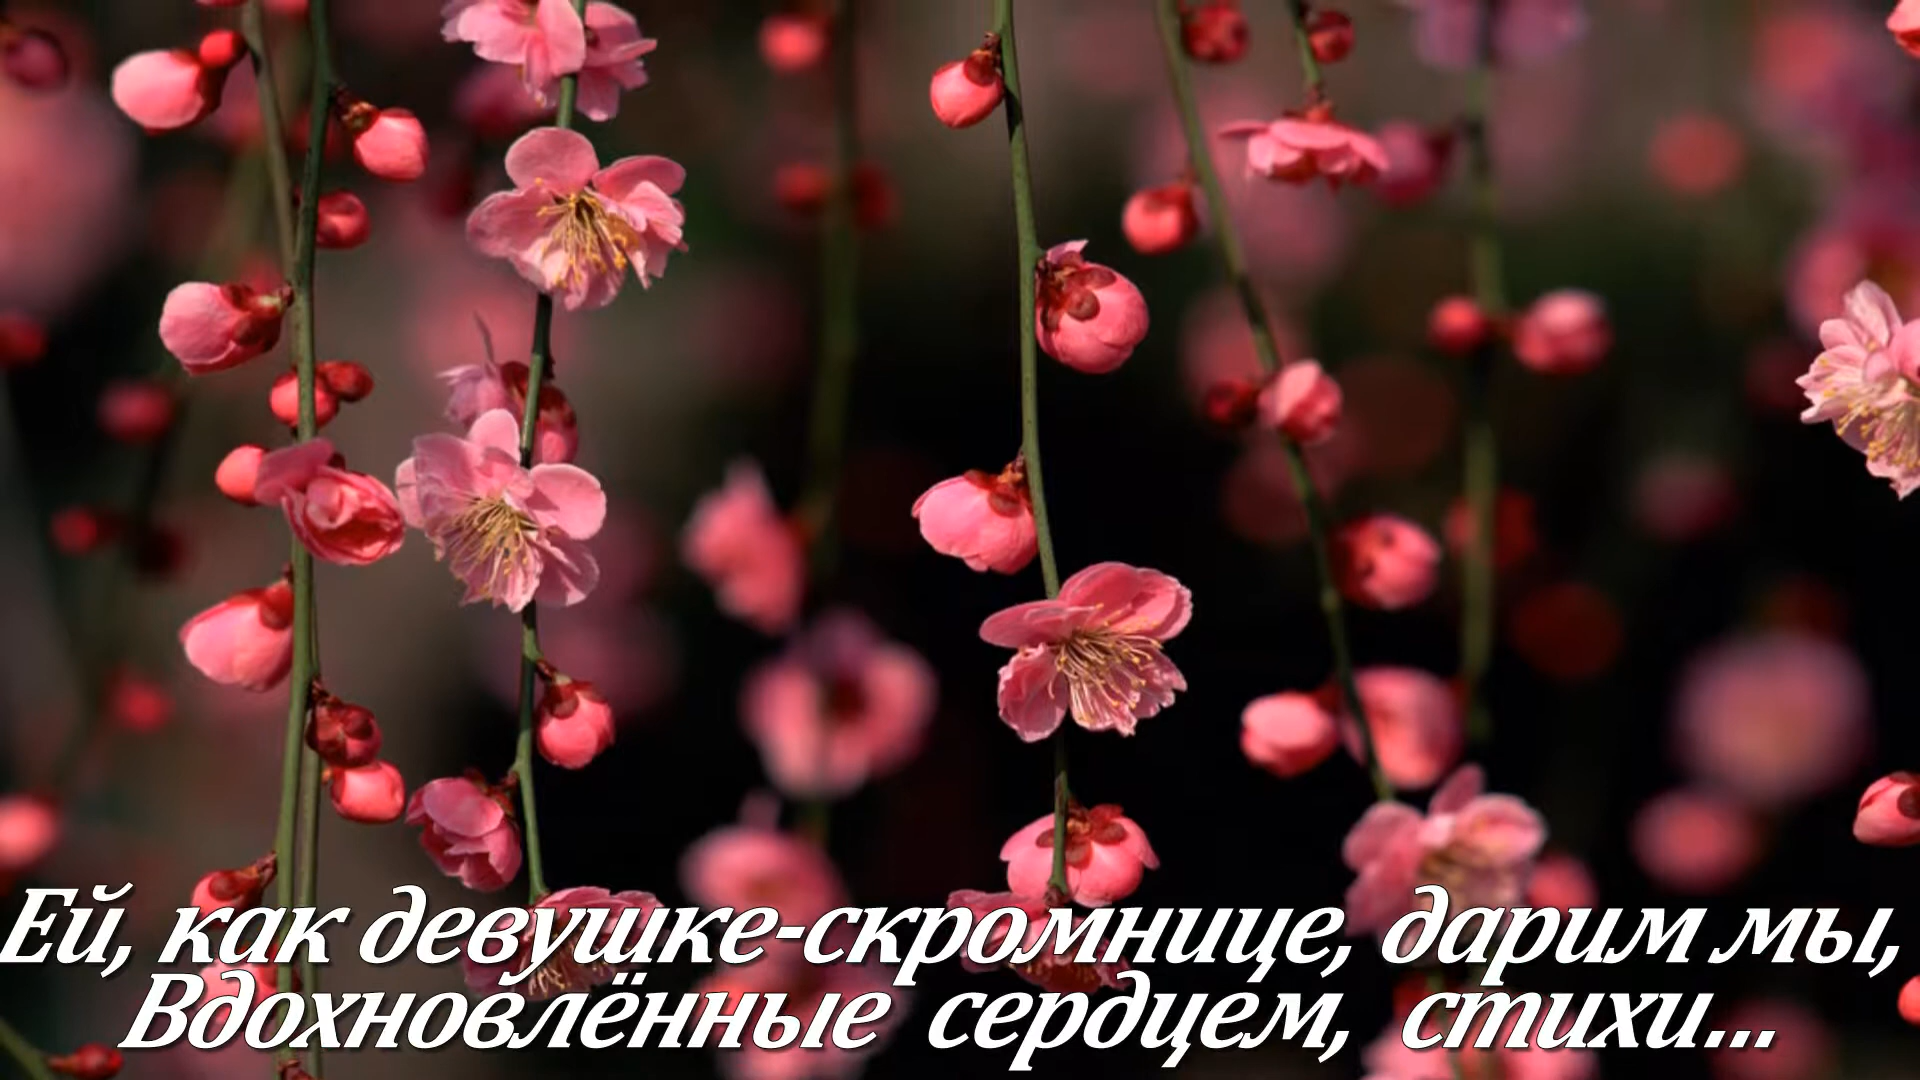 Ей, как девушке-скромнице, дарим мы,
Вдохновлённые сердцем, стихи...